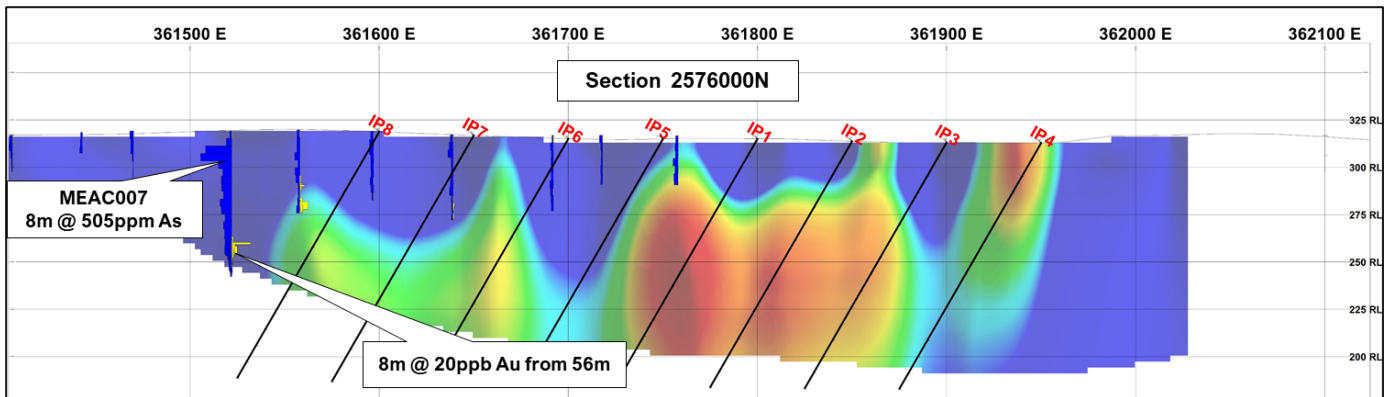 361500 E 361600 E 361700 E 361800 E 361900 E 362000 E 362100 E
Section 2576000N
IP8 IP7 IP6 IP5 IP1 IP2 IP3 IP4
325 RL
300 RL
MEAC007
8m @ 505ppm As
275 RL
250 RL
225 RL
8m @ 20ppb Au from 56m
200 RL